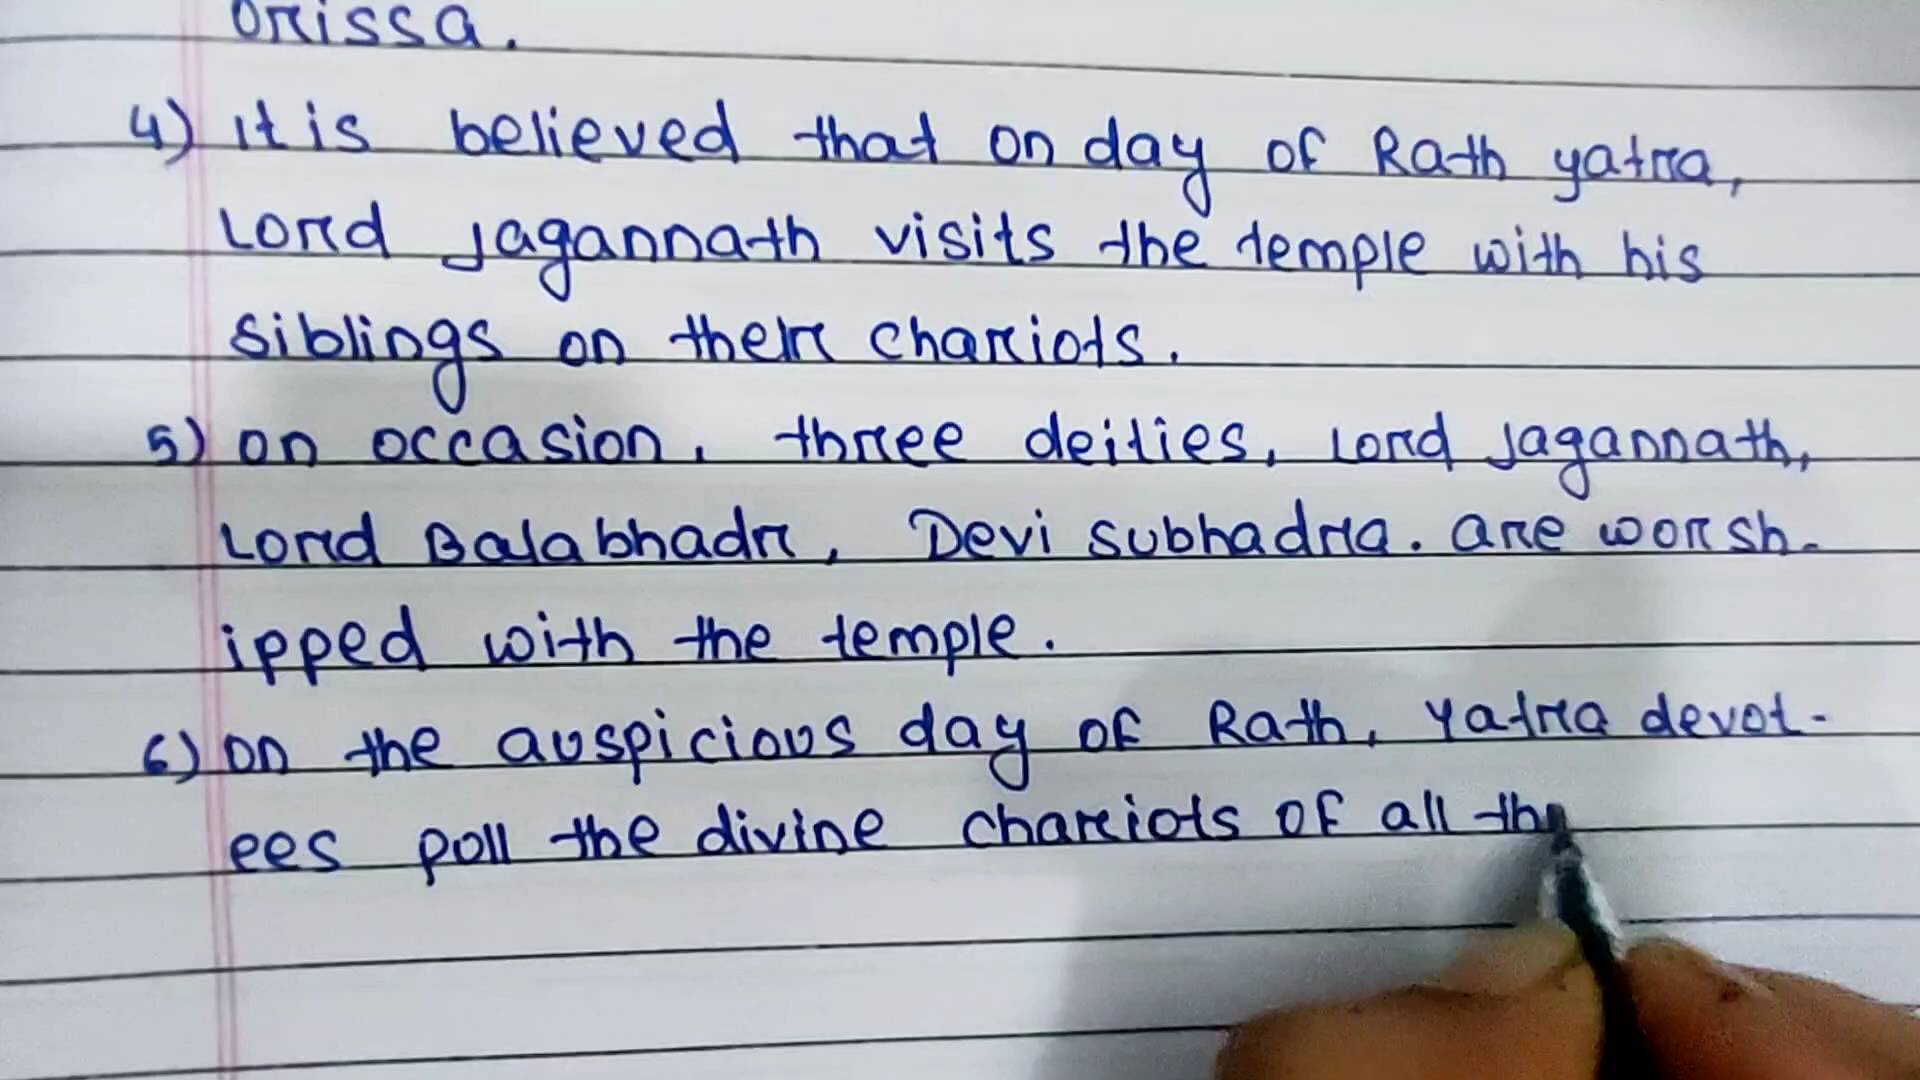 Orissa.
4) It is believed that on day of Rath yatra,
Lord Jagannath visits the temple with his
siblings on their chariots.
5) on occasion, three deities, Lord Jagannath,
Lord Balabhadr, Devi subhadra. are worsh-
ipped with the temple.
6) on the auspicious day of Rath, Yatra devot-
ees poll the divine chariots of all th